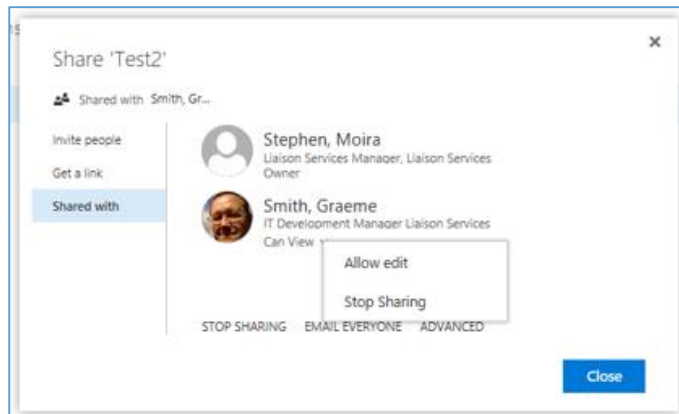 Share 'Test2'
Shared with Smith, Gr...
Invite people
Get a link
Shared with
Stephen, Moira
Liaison Services Manager, Liaison Services
Owner
Smith, Graeme
IT Development Manager Liaison Services
Can View
Allow edit
Stop Sharing
STOP SHARING EMAIL EVERYONE ADVANCED
Close